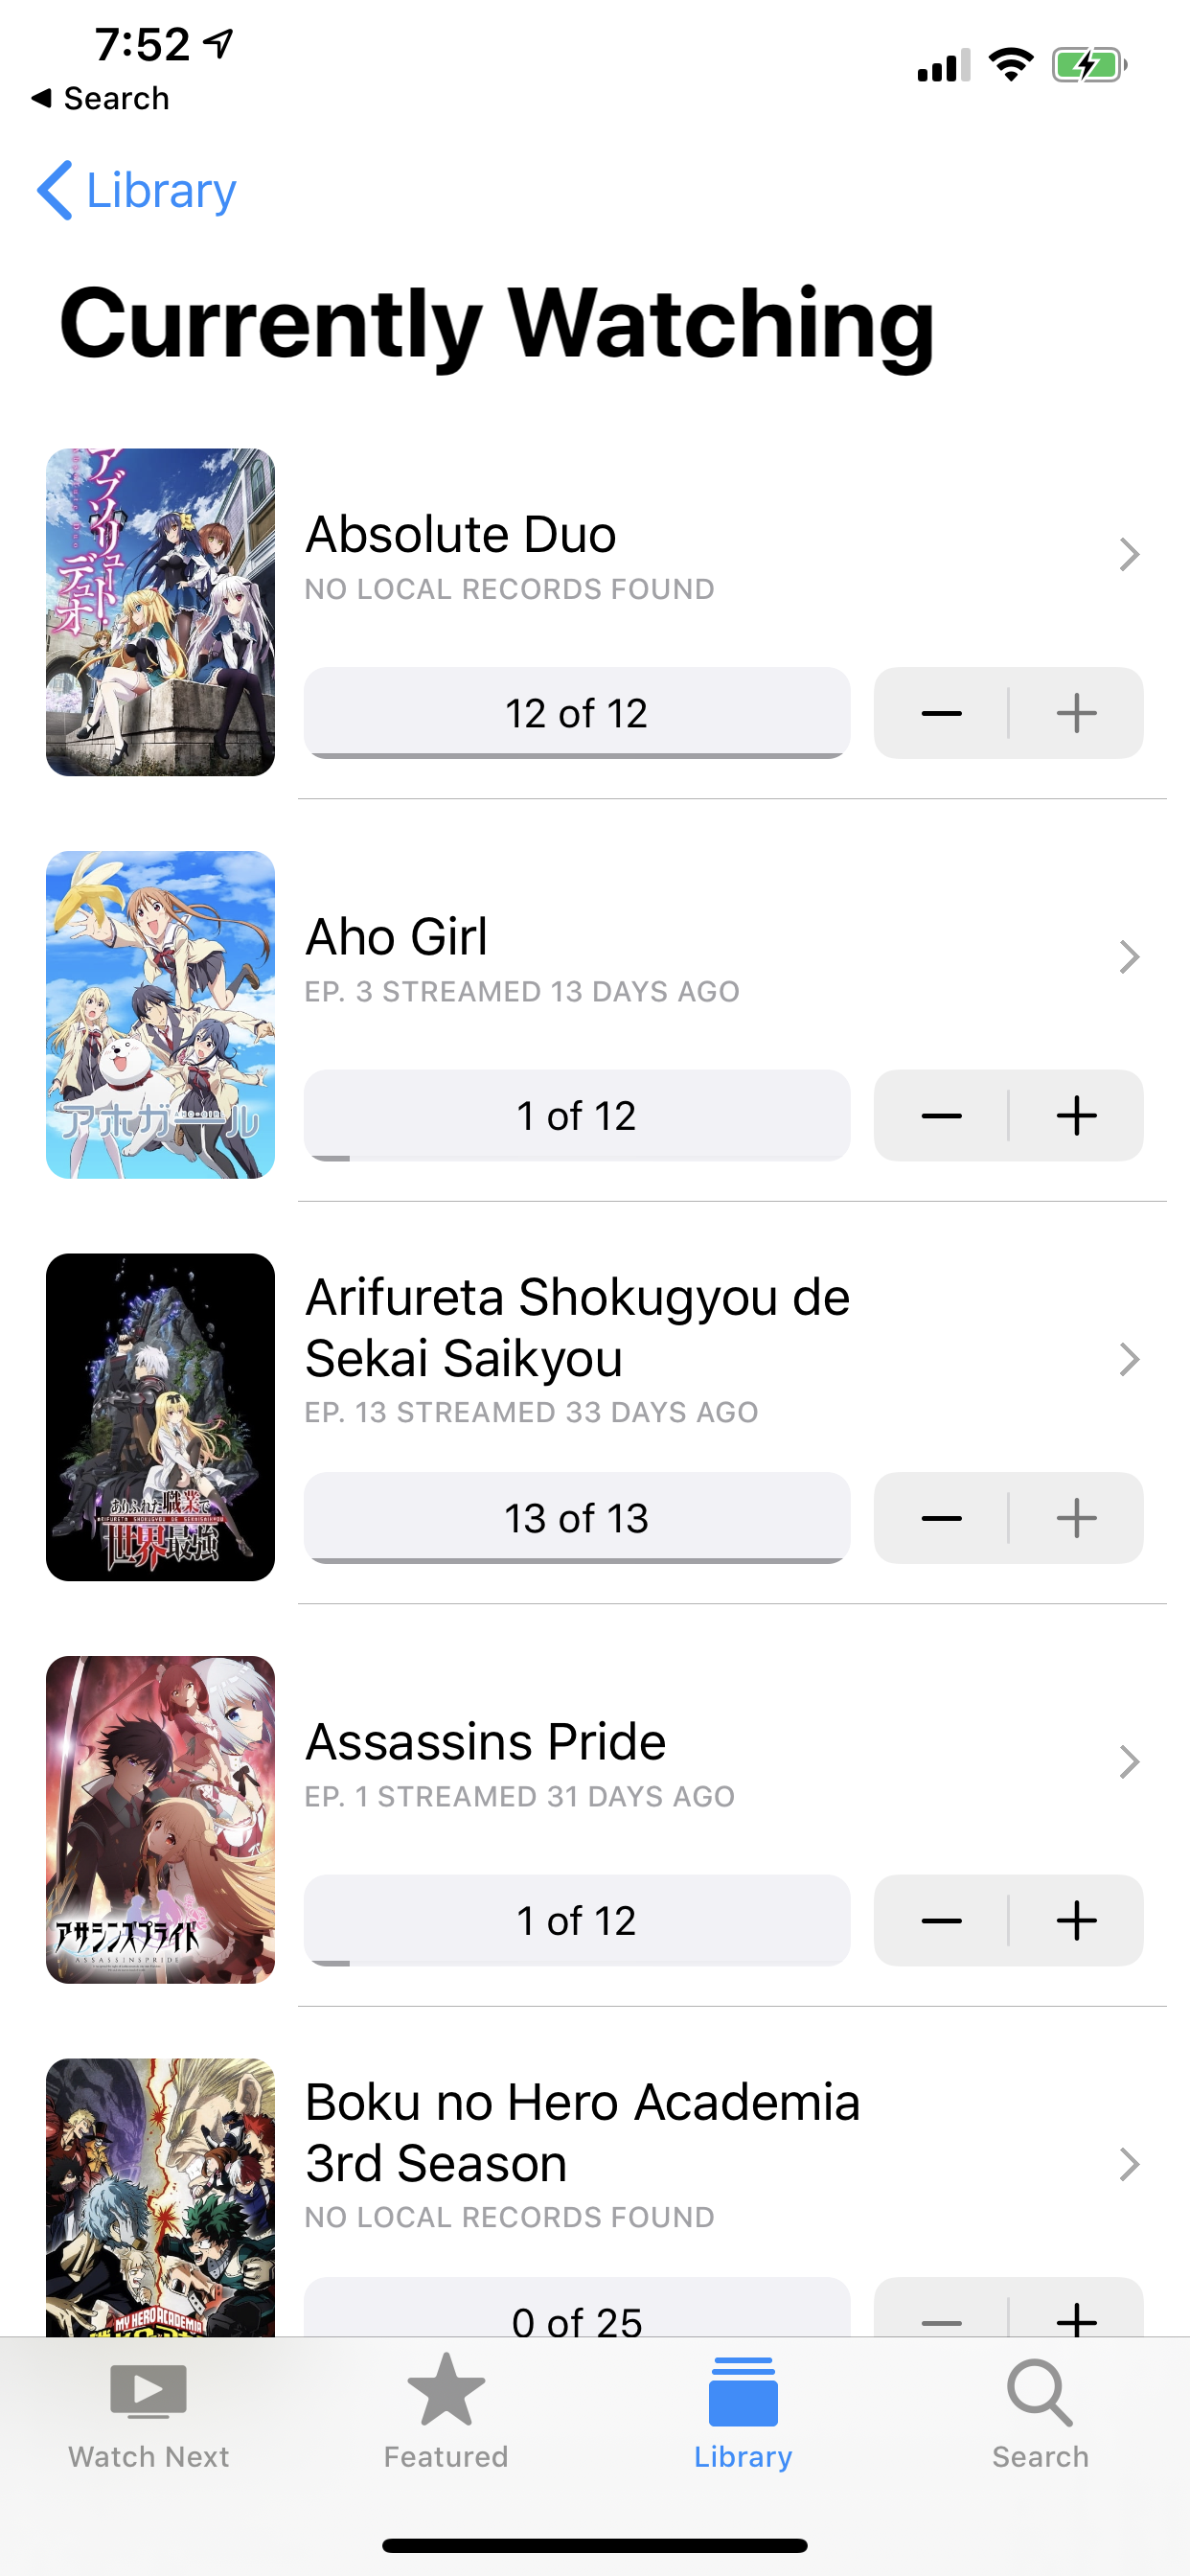 7:52
Search
Library
Currently Watching
アブソリュート・デュオ
Absolute Duo
NO LOCAL RECORDS FOUND
12 of 12
アホガール
Aho Girl
EP. 3 STREAMED 13 DAYS AGO
1 of 12
ありふれた職業で
ARIFURETA SHOKUGYOU DE SEKAISAIKYOU
世界最強
Arifureta Shokugyou de
Sekai Saikyou
EP. 13 STREAMED 33 DAYS AGO
13 of 13
アサシンズプライド
ASSASSINSPRIDE
Assassins Pride
EP. 1 STREAMED 31 DAYS AGO
1 of 12
MY HERO ACADEMIA
Boku no Hero Academia
3rd Season
NO LOCAL RECORDS FOUND
0 of 25
Watch Next
Featured
Library
Search